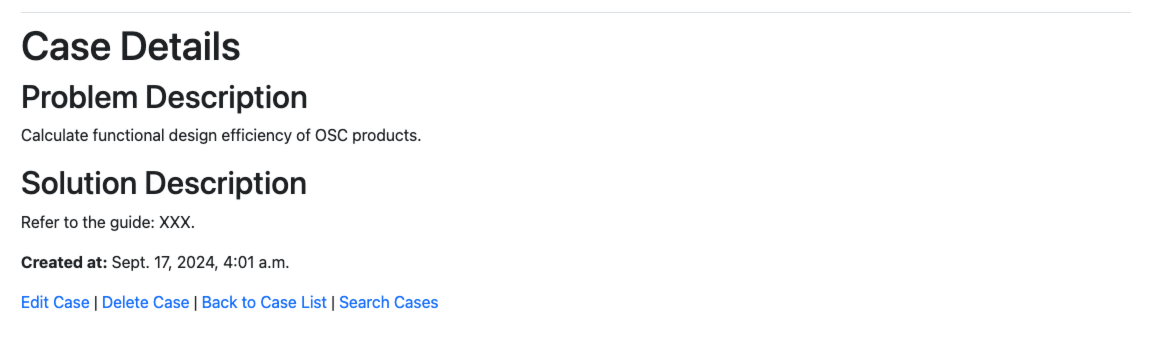 Case Details
Problem Description
Calculate functional design efficiency of OSC products.
Solution Description
Refer to the guide: XXX.
Created at: Sept. 17, 2024, 4:01 a.m.
Edit Case | Delete Case | Back to Case List | Search Cases